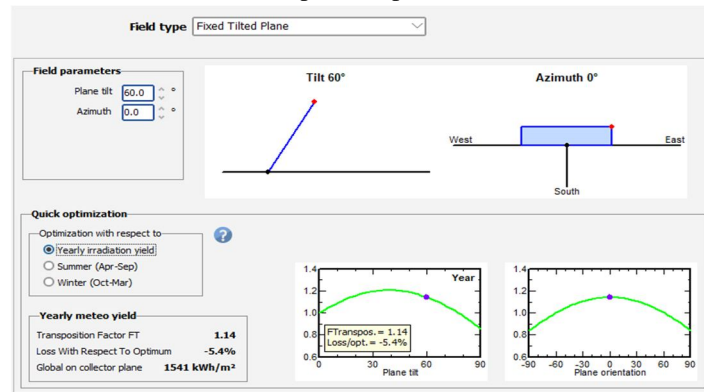 Field type Fixed Tilted Plane
Field parameters
Plane tilt 60.0 °
Azimuth 0.0 °
Tilt 60°
Azimuth 0°
West East
South
Quick optimization
Optimization with respect to
Yearly irradiation yield
Summer (Apr-Sep)
Winter (Oct-Mar)
?
Yearly meteo yield
Transposition Factor FT 1.14
Loss With Respect To Optimum -5.4%
Global on collector plane 1541 kWh/m²
Year
1.4
1.2
1.0
0.8
0.6
FTranspos.= 1.14
Loss/opt.= -5.4%
0 30 60 90
Plane tilt
1.4
1.2
1.0
0.8
0.6
-90 -60 -30 0 30 60 90
Plane orientation